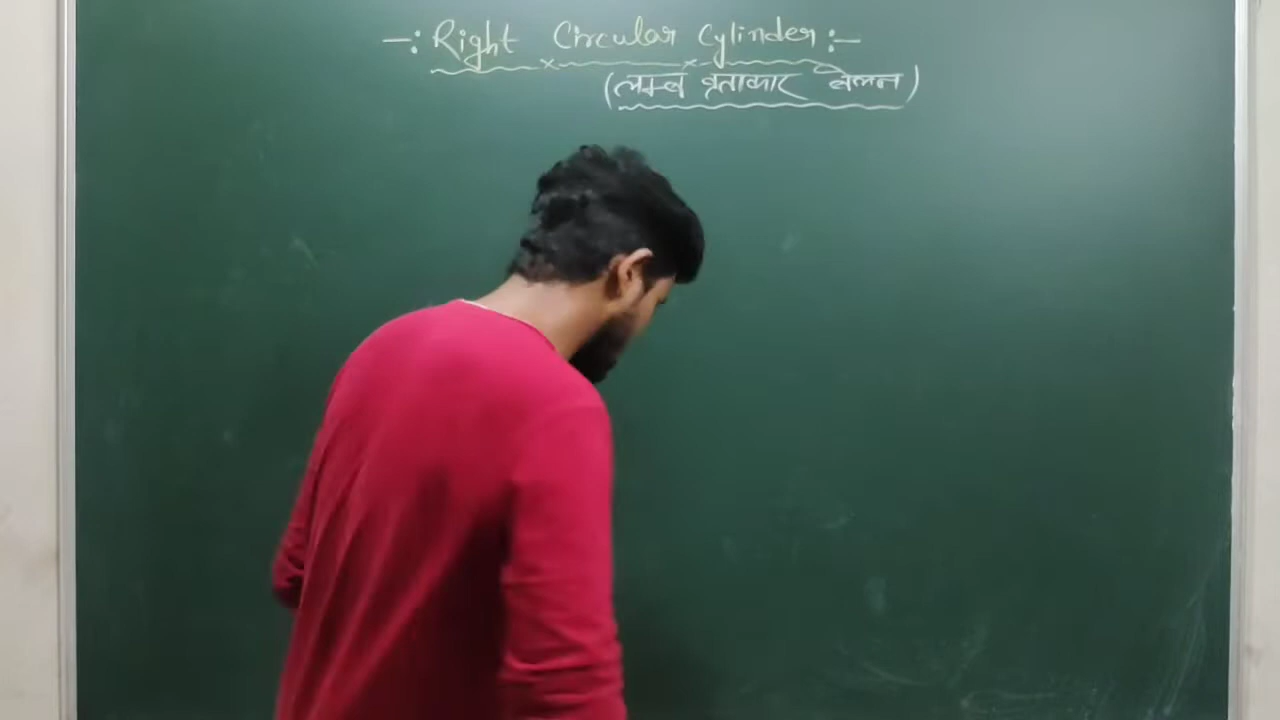 -: Right Circular Cylinder :-
(लम्ब वृताकार बेलन)